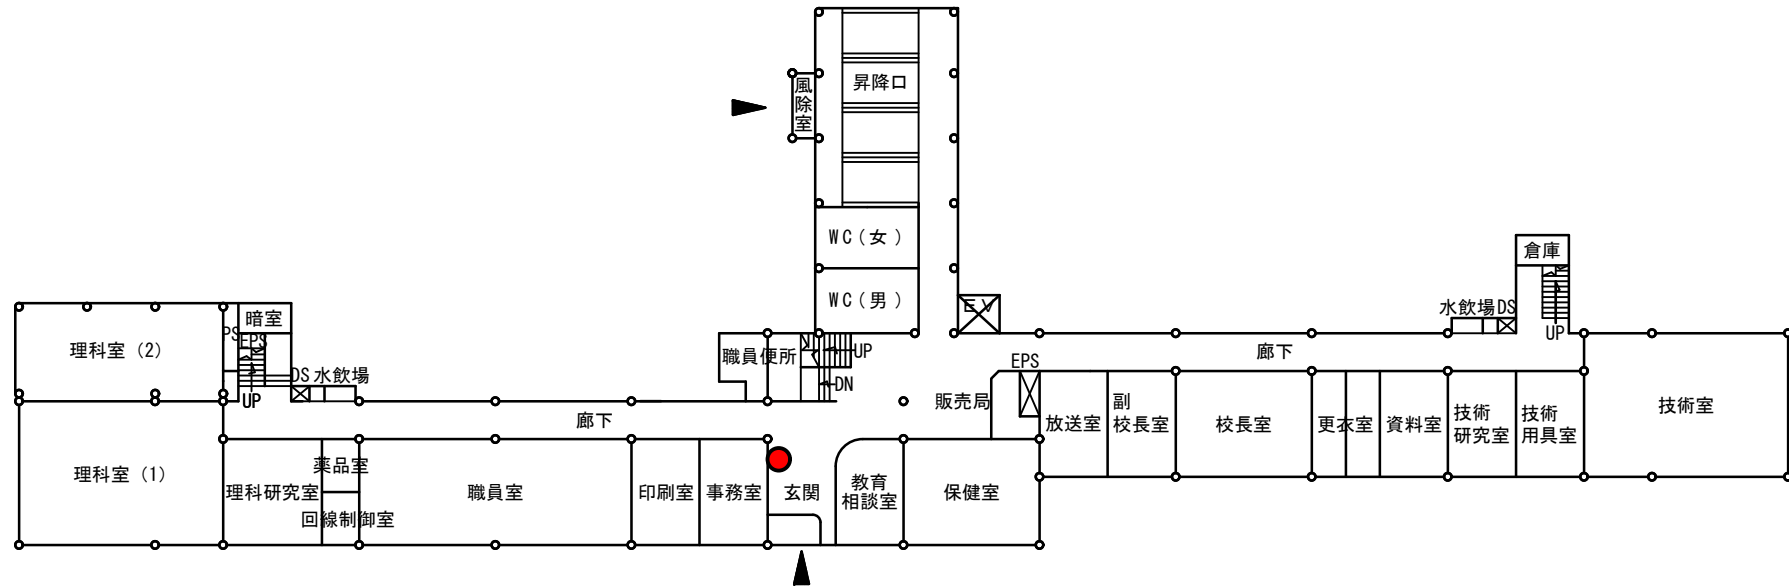 風除室
昇降口
WC(女)
WC(男)
EV
倉庫
水飲場DS
UP
暗室
PS
EPS
理科室(2)
DS水飲場
UP
職員便所
UP
DN
廊下
EPS
販売局
廊下
放送室
副
校長室
校長室
更衣室
資料室
技術
研究室
技術
用具室
技術室
理科室(1)
薬品室
理科研究室
回線制御室
職員室
印刷室
事務室
玄関
教育
相談室
保健室